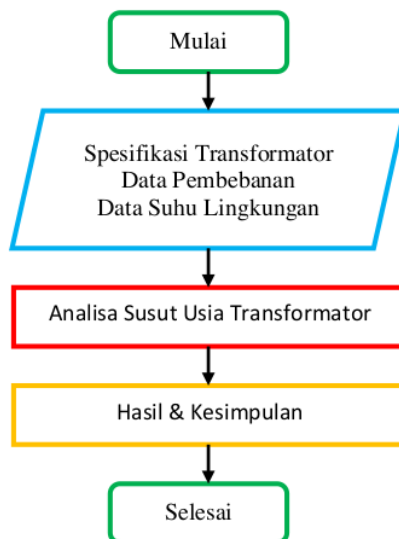 Mulai
Spesifikasi Transformator
Data Pembebanan
Data Suhu Lingkungan
Analisa Susut Usia Transformator
Hasil & Kesimpulan
Selesai